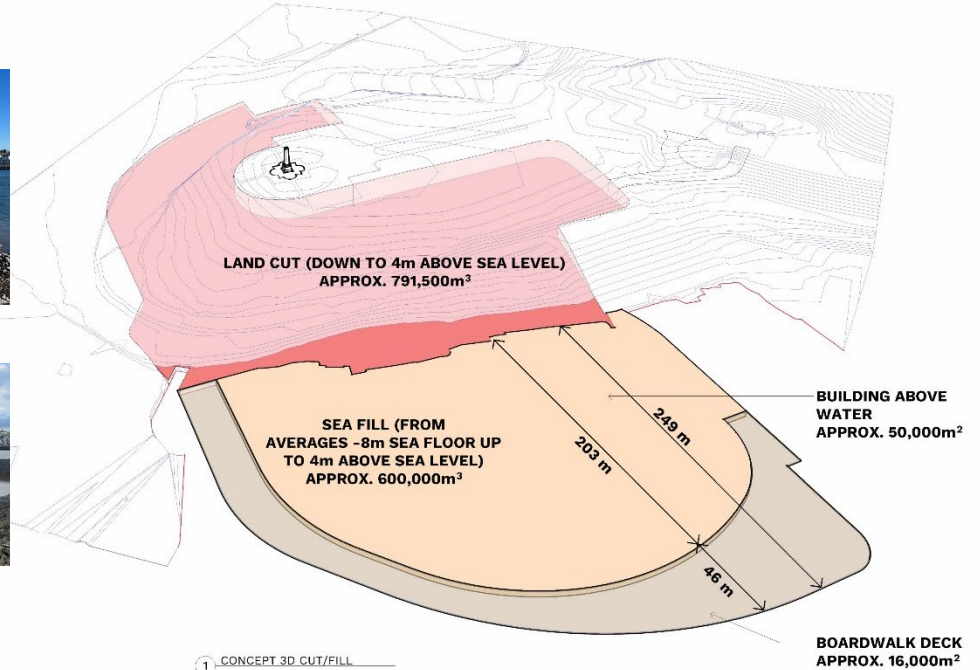 LAND CUT (DOWN TO 4m ABOVE SEA LEVEL)
APPROX. 791,500m³
SEA FILL (FROM
AVERAGES -8m SEA FLOOR UP
TO 4m ABOVE SEA LEVEL)
APPROX. 600,000m³
203 m
249 m
46 m
BUILDING ABOVE
WATER
APPROX. 50,000m²
BOARDWALK DECK
APPROX. 16,000m²
1 CONCEPT 3D CUT/FILL